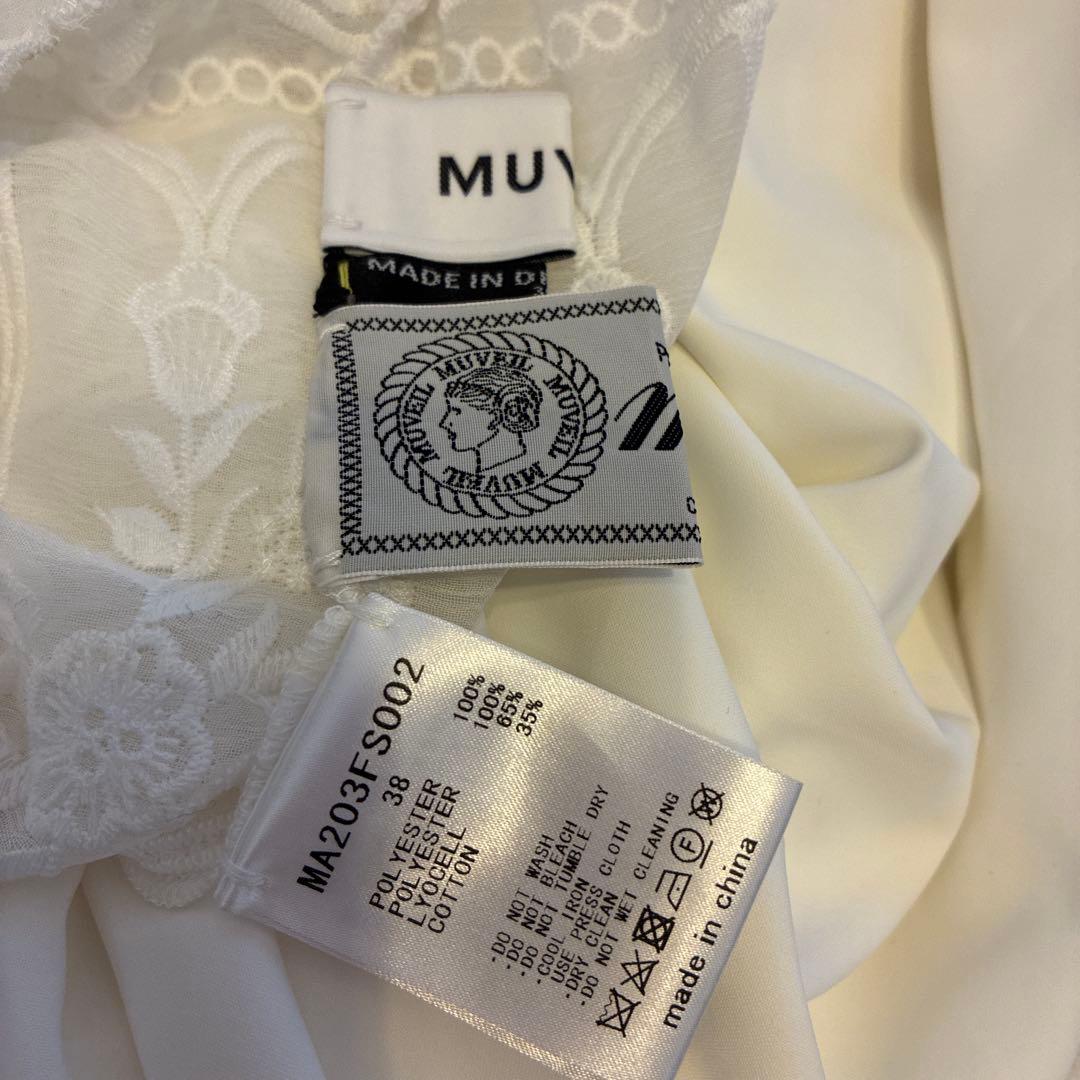 MUV
MADE IN D
MUVEIL MUVEIL MUVEIL MUVEIL
MA203FS002
38
POLYESTER 100%
POLYESTER 100%
LYOCELL 65%
COTTON 35%
-DO NOT WASH
-DO NOT BLEACH
-DO NOT TUMBLE DRY
-COOL IRON
USE PRESS CLOTH
-DRY CLEAN
-DO NOT WET CLEANING
F
W
made in china